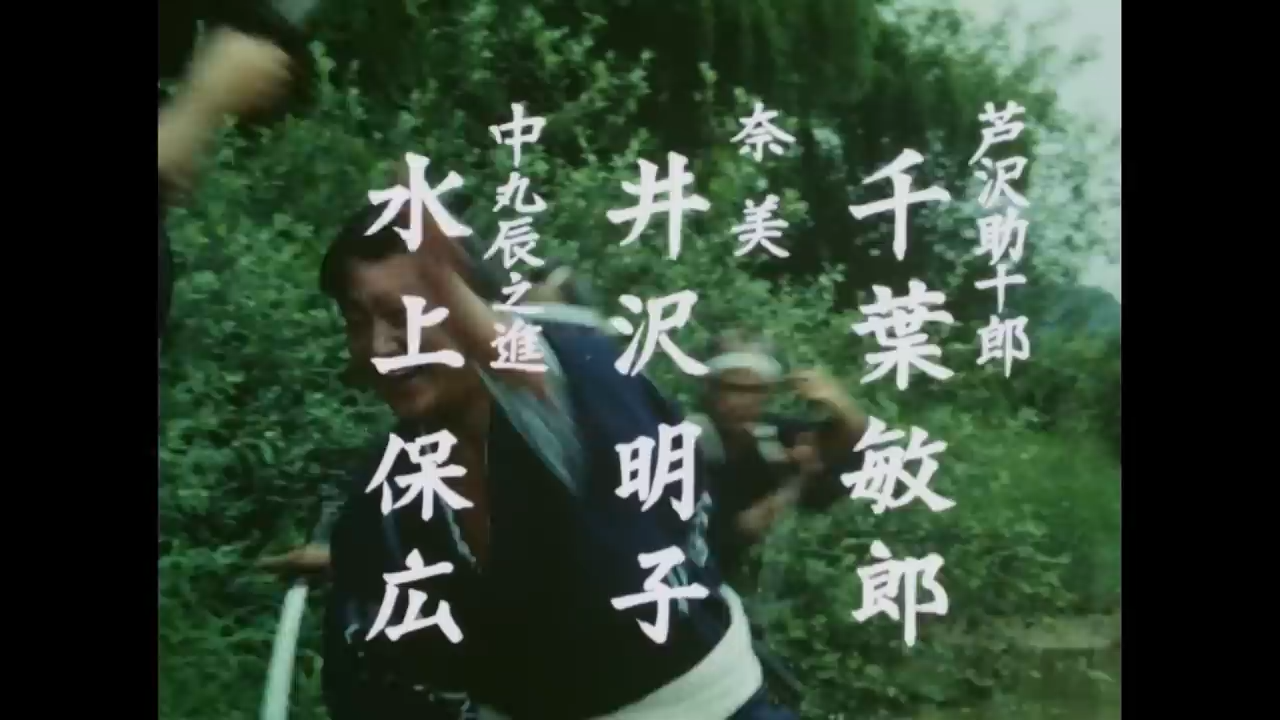 芦沢助十郎
千葉敏郎
奈美
井沢明子
中丸辰之進
水上保広